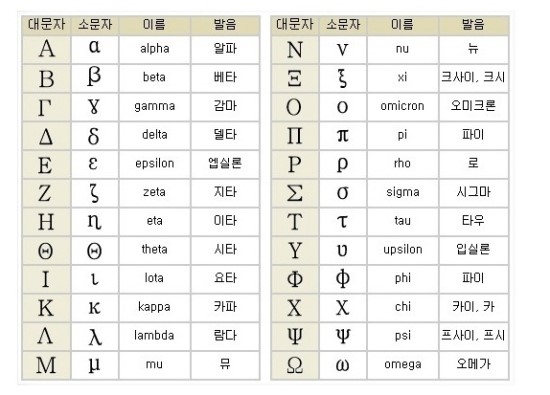 대문자 소문자 이름 발음 대문자 소문자 이름 발음
Α α alpha 알파 Ν ν nu 뉴
Β β beta 베타 Ξ ξ xi 크사이, 크시
Γ γ gamma 감마 Ο ο omicron 오미크론
Δ δ delta 델타 Π π pi 파이
Ε ε epsilon 엡실론 Ρ ρ rho 로
Ζ ζ zeta 지타 Σ σ sigma 시그마
Η η eta 이타 Τ τ tau 타우
Θ Θ theta 시타 Υ υ upsilon 입실론
Ι ι lota 요타 Φ φ phi 파이
Κ κ kappa 카파 Χ Χ chi 카이, 카
Λ λ lambda 람다 Ψ Ψ psi 프사이, 프시
Μ μ mu 뮤 Ω ω omega 오메가